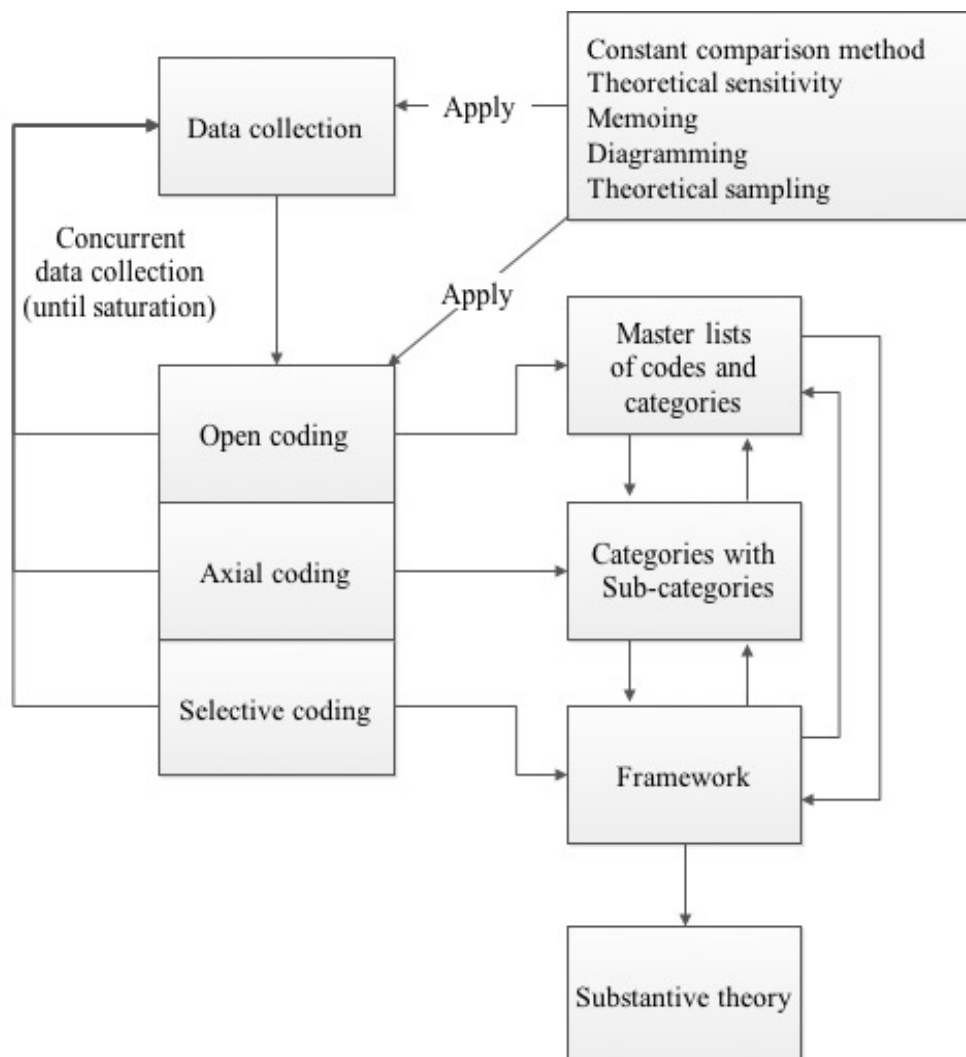 Constant comparison method
Theoretical sensitivity
Memoing
Diagramming
Theoretical sampling
Apply
Data collection
Concurrent
data collection
(until saturation)
Apply
Master lists
of codes and
categories
Open coding
Categories with
Sub-categories
Axial coding
Selective coding
Framework
Substantive theory